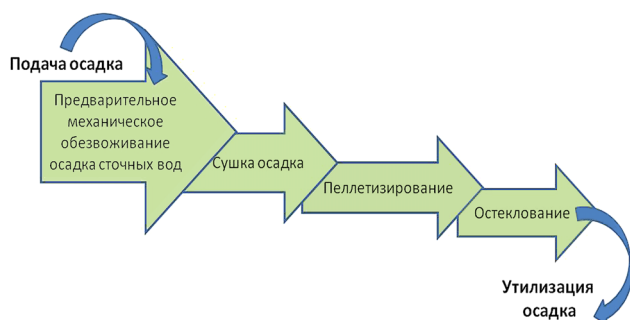 Подача осадка
Предварительное
механическое
обезвоживание
осадка сточных вод
Сушка осадка
Пеллетизирование
Остеклование
Утилизация
осадка